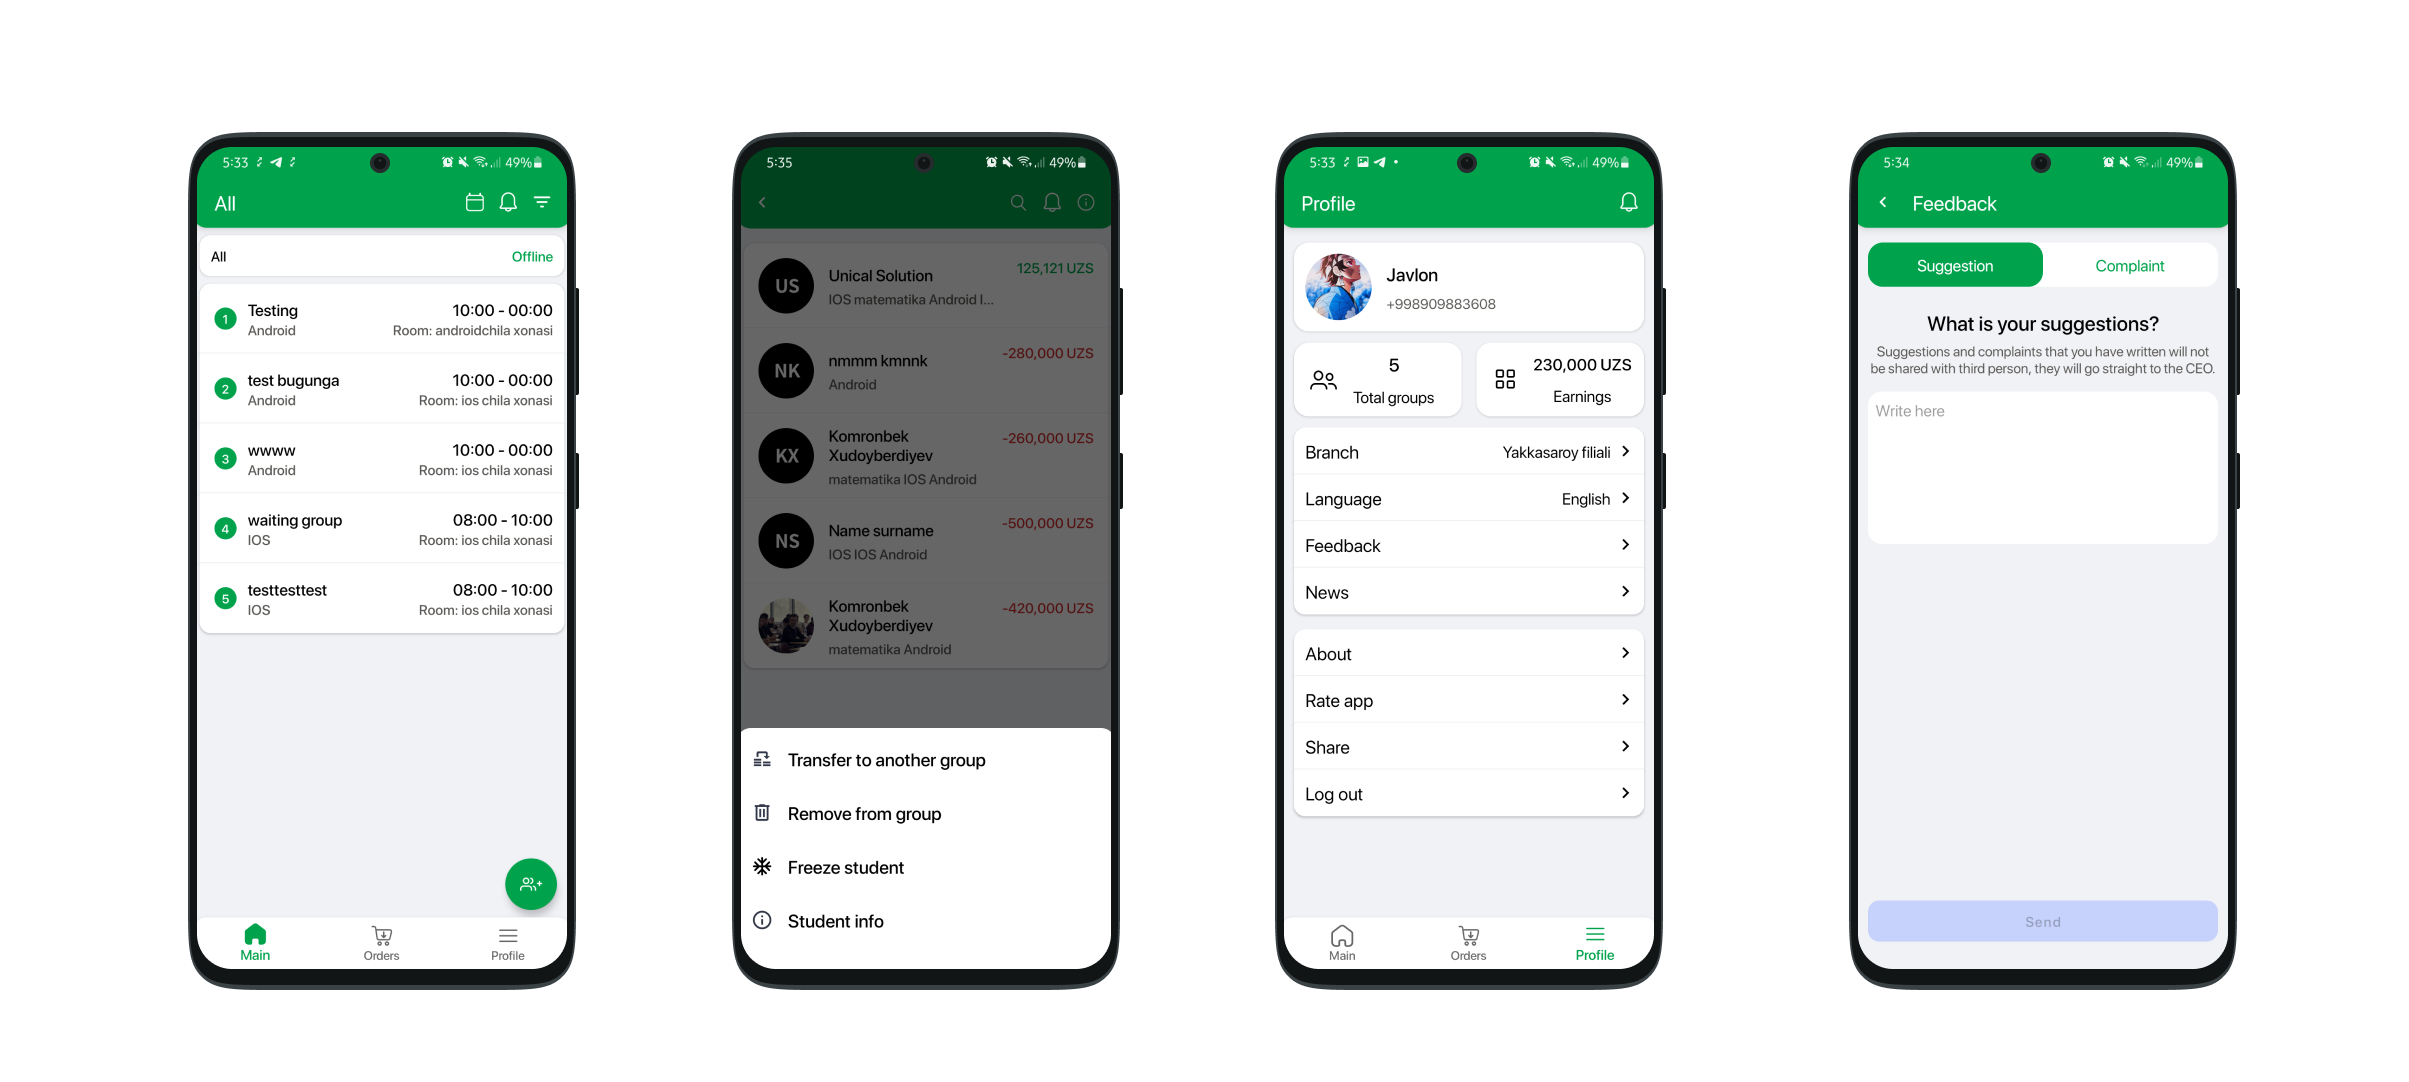 5:33
49%
All
All
Offline
1
Testing
10:00 - 00:00
Android
Room: androidchila xonasi
2
test bugunga
10:00 - 00:00
Android
Room: ios chila xonasi
3
wwww
10:00 - 00:00
Android
Room: ios chila xonasi
4
waiting group
08:00 - 10:00
IOS
Room: ios chila xonasi
5
testtesttest
08:00 - 10:00
IOS
Room: ios chila xonasi
Main
Orders
Profile
5:35
49%
US
Unical Solution
125,121 UZS
IOS matematika Android I...
NK
nmmm kmnnk
-280,000 UZS
Android
KX
Komronbek
Xudoyberdiyev
-260,000 UZS
matematika IOS Android
NS
Name surname
-500,000 UZS
IOS IOS Android
Komronbek
Xudoyberdiyev
-420,000 UZS
matematika Android
Transfer to another group
Remove from group
Freeze student
Student info
5:33
49%
Profile
Javlon
+998909883608
5
Total groups
230,000 UZS
Earnings
Branch
Yakkasaroy filiali
Language
English
Feedback
News
About
Rate app
Share
Log out
Main
Orders
Profile
5:34
49%
Feedback
Suggestion
Complaint
What is your suggestions?
Suggestions and complaints that you have written will not
be shared with third person, they will go straight to the CEO.
Write here
Send